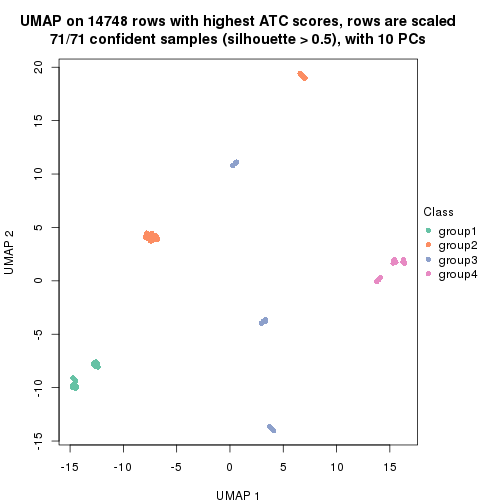 UMAP on 14748 rows with highest ATC scores, rows are scaled
71/71 confident samples (silhouette > 0.5), with 10 PCs
20
15
10
5
0
-5
-10
-15
UMAP 2
-15 -10 -5 0 5 10 15
UMAP 1
Class
group1
group2
group3
group4